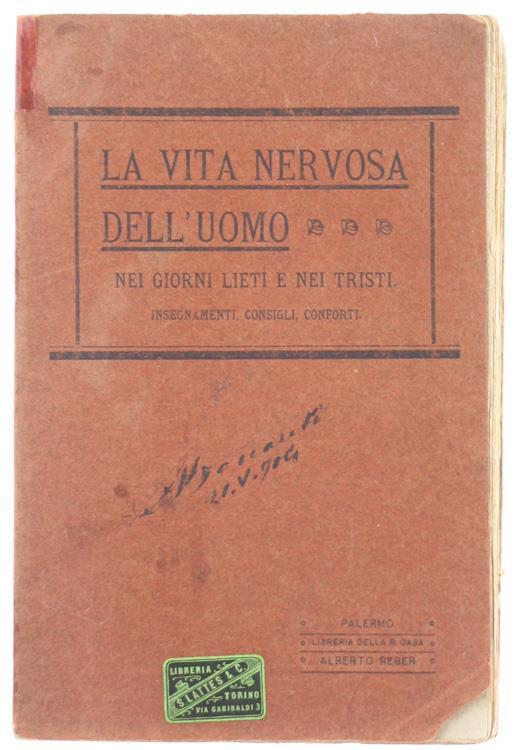 LA VITA NERVOSA
DELL'UOMO
NEI GIORNI LIETI E NEI TRISTI.
INSEGNAMENTI, CONSIGLI, CONFORTI.
PALERMO
LIBRERIA DELLA R. CASA
ALBERTO REBER
LIBRERIA
S. LATTES & C.
TORINO
VIA GARIBALDI 3